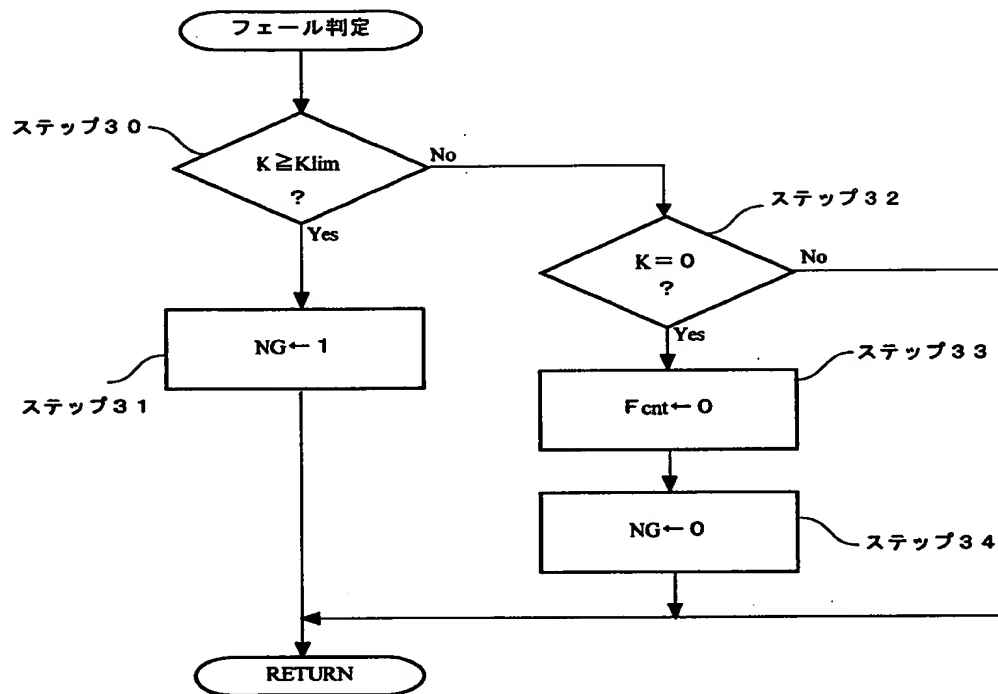 フェール判定
ステップ30
K≧Klim
?
No
Yes
ステップ32
K=0
?
No
Yes
NG←1
ステップ31
ステップ33
Fcnt←0
NG←0
ステップ34
RETURN